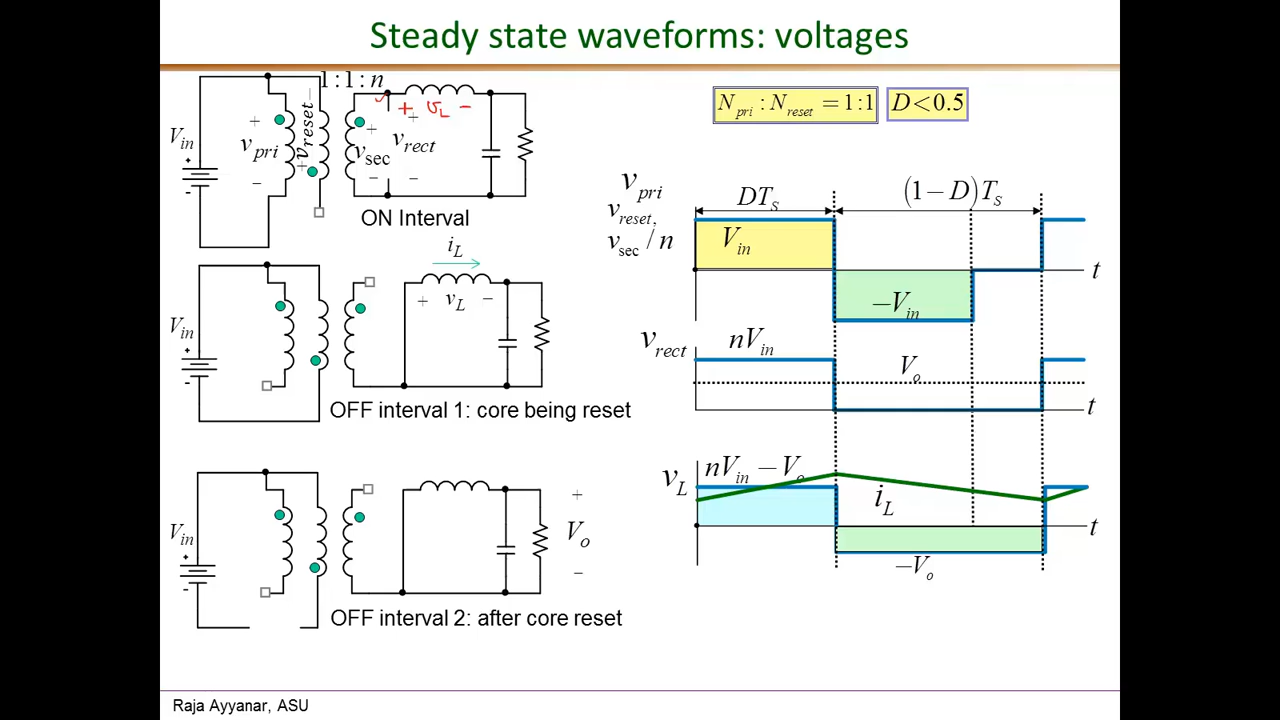 Steady state waveforms: voltages
1:1:n
N_pri : N_reset = 1:1
D < 0.5
V_in
+
-
+
v_pri
−
+ v_reset −
+
v_sec
−
+
v_rect
−
+ v_L -
ON Interval
i_L
V_in
+
-
+ v_L −
OFF interval 1: core being reset
V_in
+
-
+
V_o
−
OFF interval 2: after core reset
v_pri
v_reset,
v_sec / n
DT_S
(1−D)T_S
V_in
−V_in
t
v_rect
nV_in
V_o
t
v_L
nV_in − V_o
i_L
−V_o
t
Raja Ayyanar, ASU